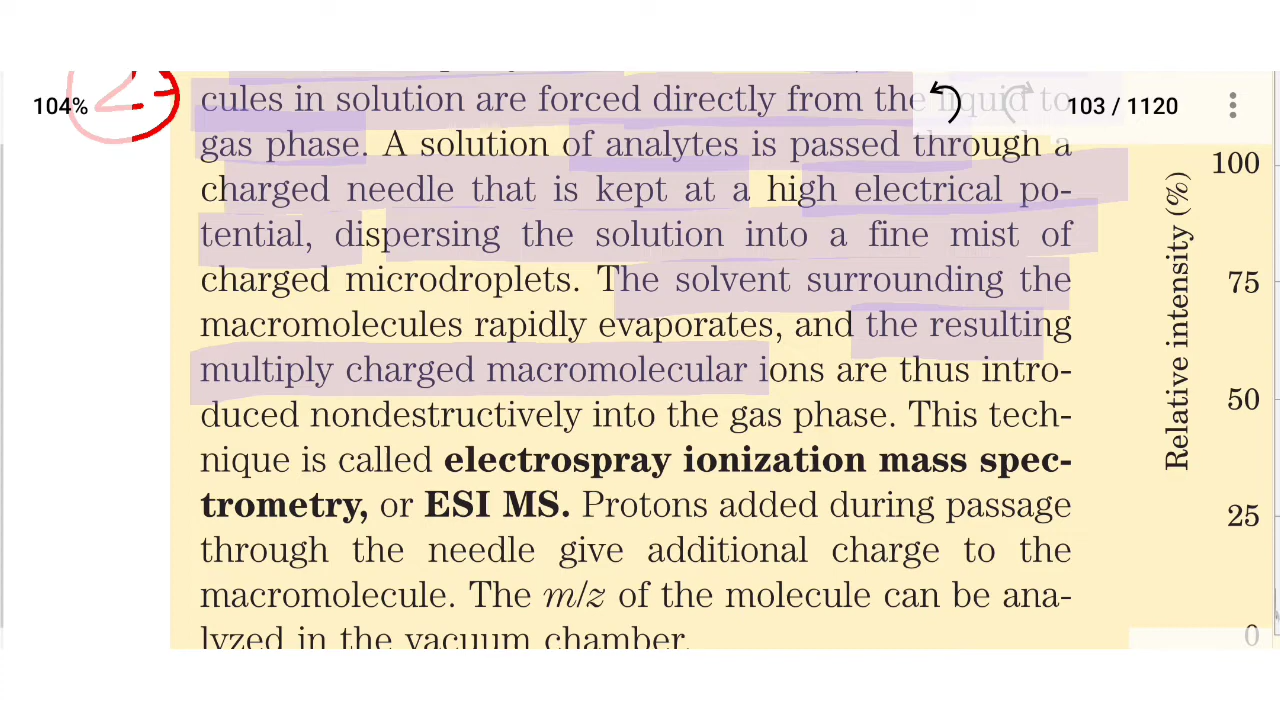 104%
2
cules in solution are forced directly from the liquid to
103 / 1120
gas phase. A solution of analytes is passed through a
charged needle that is kept at a high electrical po-
tential, dispersing the solution into a fine mist of
charged microdroplets. The solvent surrounding the
macromolecules rapidly evaporates, and the resulting
multiply charged macromolecular ions are thus intro-
duced nondestructively into the gas phase. This tech-
nique is called electrospray ionization mass spec-
trometry, or ESI MS. Protons added during passage
through the needle give additional charge to the
macromolecule. The m/z of the molecule can be ana-
lyzed in the vacuum chamber.
Relative intensity (%)
100
75
50
25
0